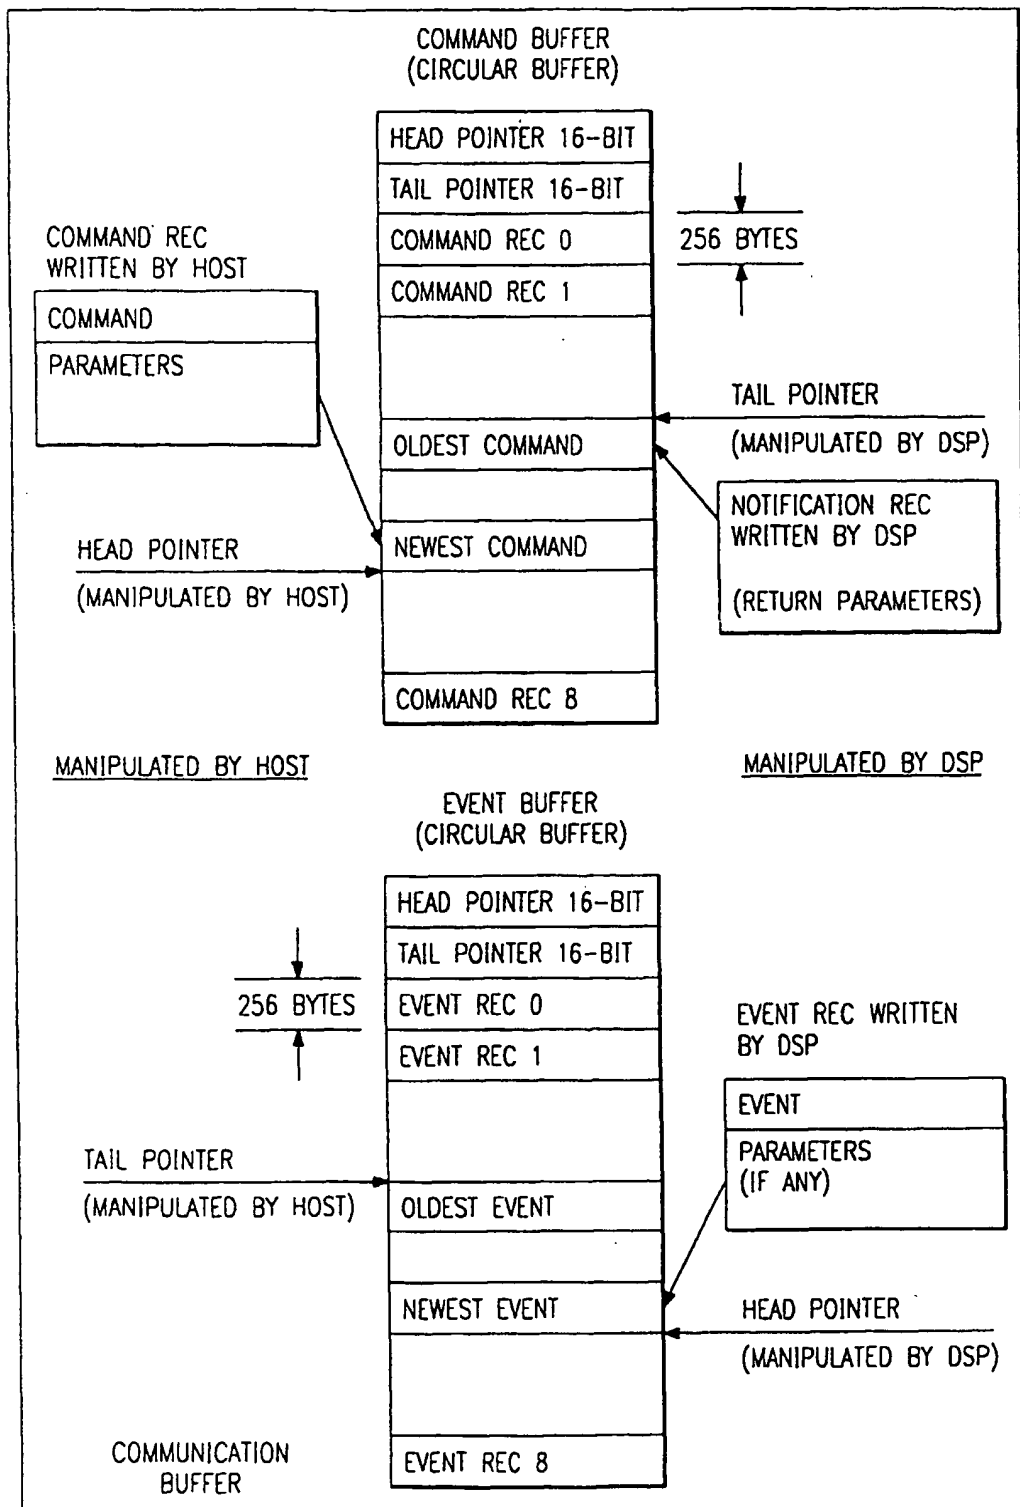 COMMAND BUFFER
(CIRCULAR BUFFER)
HEAD POINTER 16-BIT
TAIL POINTER 16-BIT
COMMAND REC 0
256 BYTES
COMMAND REC 1
COMMAND REC
WRITTEN BY HOST
COMMAND
PARAMETERS
TAIL POINTER
(MANIPULATED BY DSP)
OLDEST COMMAND
NOTIFICATION REC
WRITTEN BY DSP
(RETURN PARAMETERS)
NEWEST COMMAND
HEAD POINTER
(MANIPULATED BY HOST)
COMMAND REC 8
MANIPULATED BY HOST
MANIPULATED BY DSP
EVENT BUFFER
(CIRCULAR BUFFER)
HEAD POINTER 16-BIT
TAIL POINTER 16-BIT
256 BYTES
EVENT REC 0
EVENT REC 1
EVENT REC WRITTEN
BY DSP
EVENT
PARAMETERS
(IF ANY)
TAIL POINTER
(MANIPULATED BY HOST)
OLDEST EVENT
NEWEST EVENT
HEAD POINTER
(MANIPULATED BY DSP)
COMMUNICATION
BUFFER
EVENT REC 8